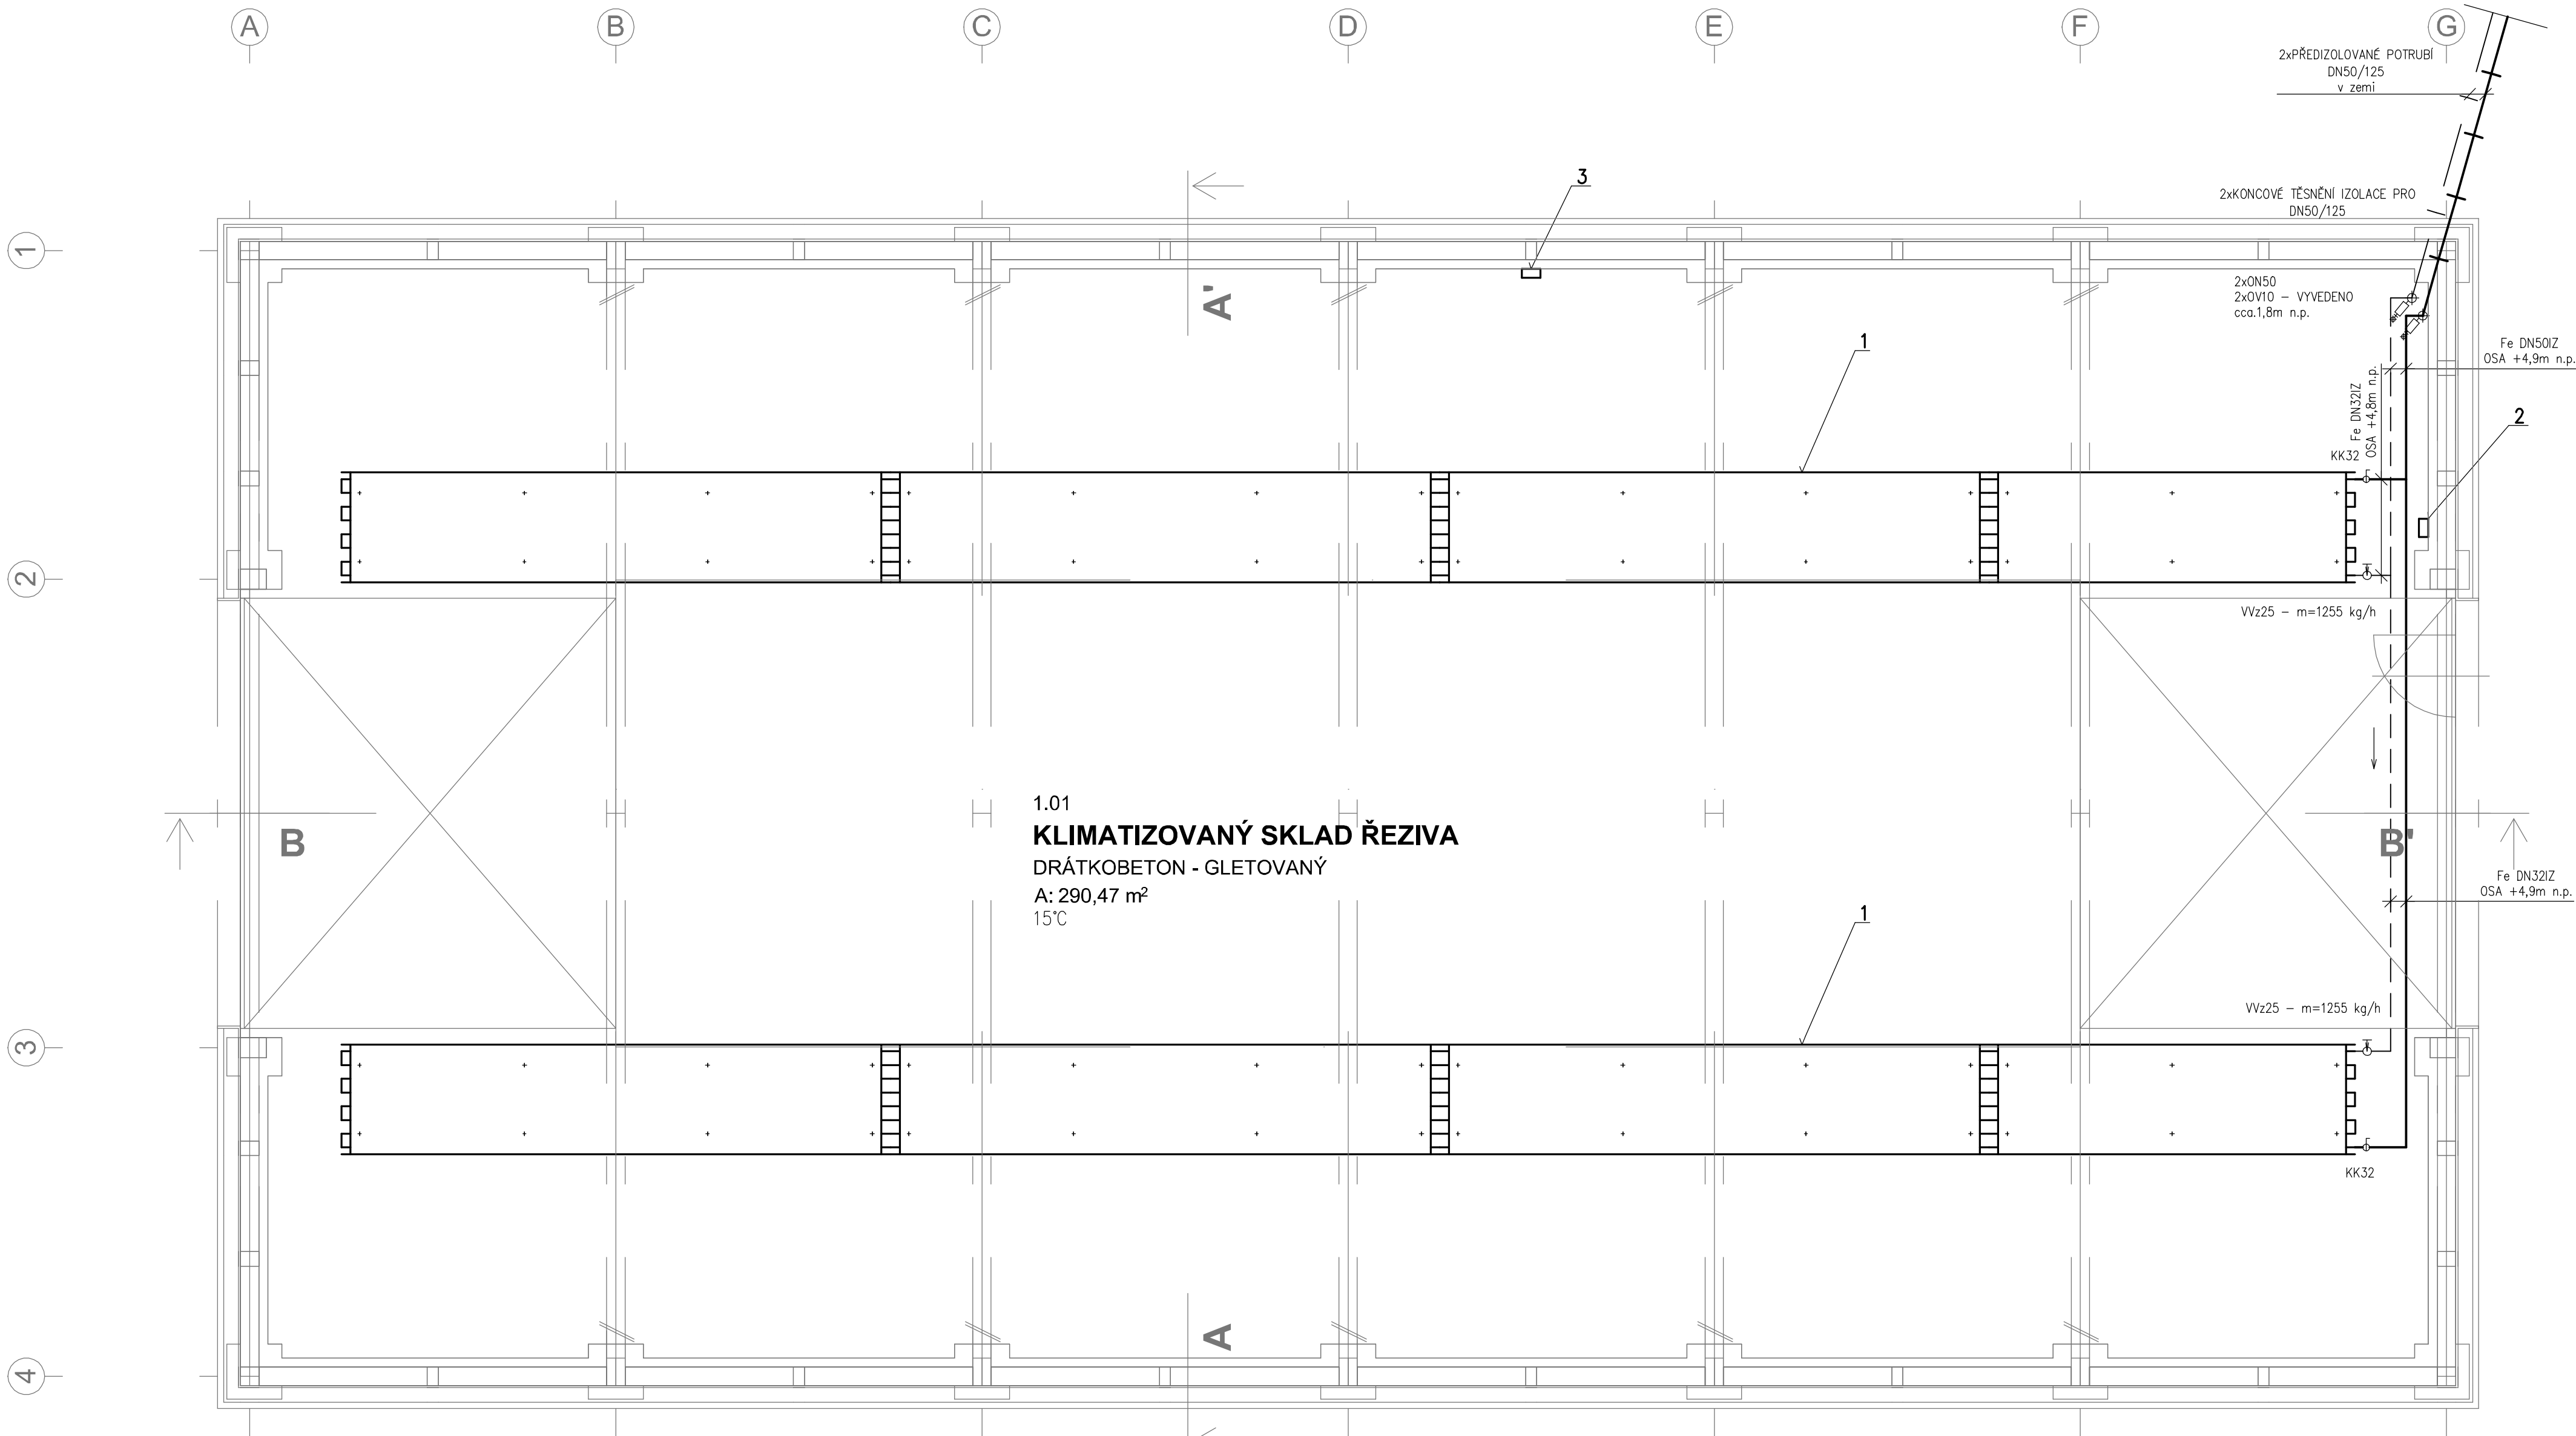 A
B
C
D
E
F
G
2xPŘEDIZOLOVANÉ POTRUBÍ
DN50/125
v zemi
3
2xKONCOVÉ TĚSNĚNÍ IZOLACE PRO
DN50/125
1
A'
2xON50
2xOV10 – VYVEDENO
cca.1,8m n.p.
1
Fe DN50IZ
OSA +4,9m n.p.
Fe DN32IZ
OSA +4,8m n.p.
2
KK32
2
VVz25 – m=1255 kg/h
1.01
KLIMATIZOVANÝ SKLAD ŘEZIVA
DRÁTKOBETON - GLETOVANÝ
A: 290,47 m²
15°C
B
B'
Fe DN32IZ
OSA +4,9m n.p.
1
VVz25 – m=1255 kg/h
3
KK32
A
4